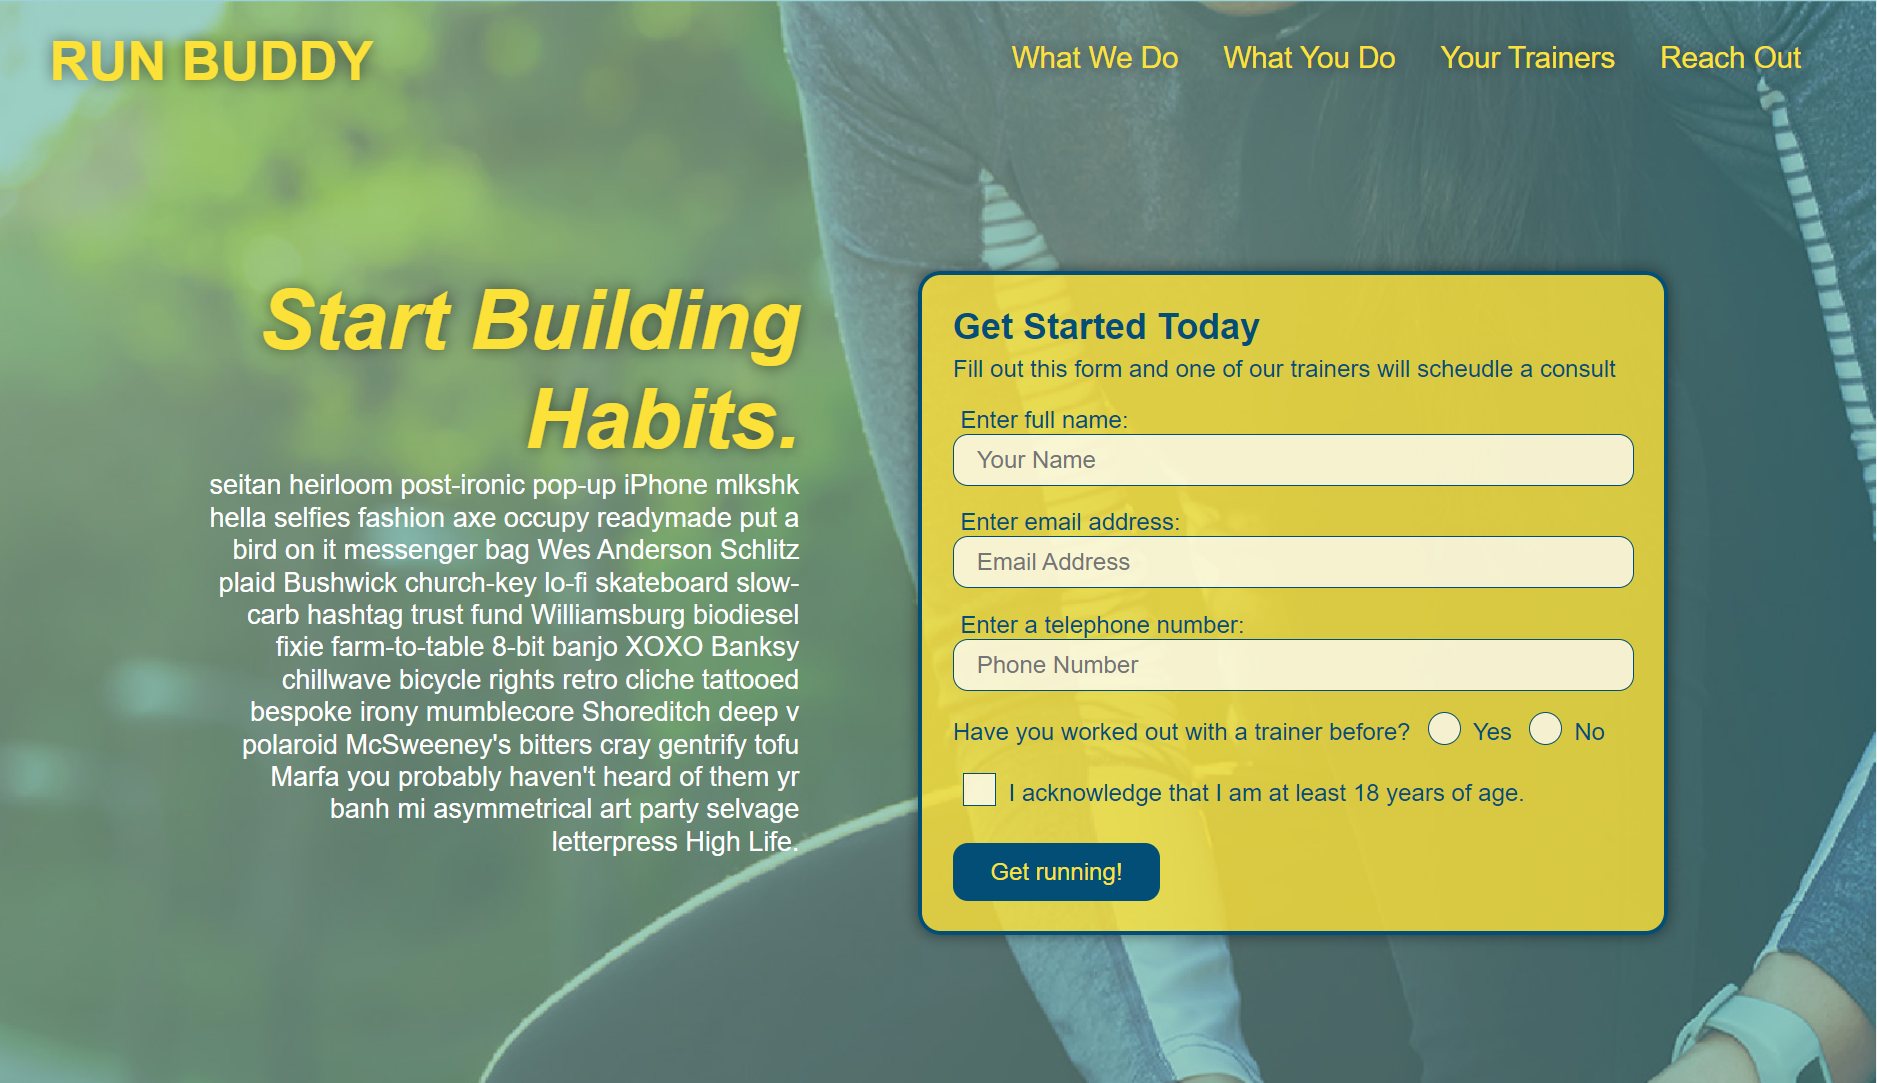 RUN BUDDY
What We Do What You Do Your Trainers Reach Out
Start Building
Habits.
seitan heirloom post-ironic pop-up iPhone mlkshk
hella selfies fashion axe occupy readymade put a
bird on it messenger bag Wes Anderson Schlitz
plaid Bushwick church-key lo-fi skateboard slow-
carb hashtag trust fund Williamsburg biodiesel
fixie farm-to-table 8-bit banjo XOXO Banksy
chillwave bicycle rights retro cliche tattooed
bespoke irony mumblecore Shoreditch deep v
polaroid McSweeney's bitters cray gentrify tofu
Marfa you probably haven't heard of them yr
banh mi asymmetrical art party selvage
letterpress High Life.
Get Started Today
Fill out this form and one of our trainers will scheudle a consult
Enter full name:
Your Name
Enter email address:
Email Address
Enter a telephone number:
Phone Number
Have you worked out with a trainer before? Yes No
I acknowledge that I am at least 18 years of age.
Get running!